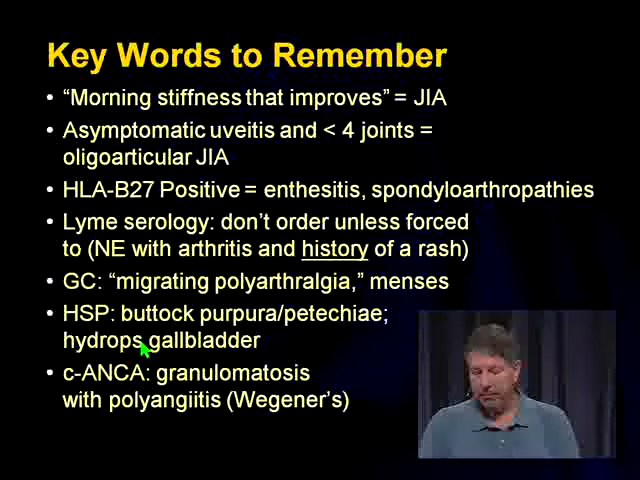 Key Words to Remember
• “Morning stiffness that improves” = JIA
• Asymptomatic uveitis and < 4 joints =
oligoarticular JIA
• HLA-B27 Positive = enthesitis, spondyloarthropathies
• Lyme serology: don’t order unless forced
to (NE with arthritis and history of a rash)
• GC: “migrating polyarthralgia,” menses
• HSP: buttock purpura/petechiae;
hydrops gallbladder
• c-ANCA: granulomatosis
with polyangiitis (Wegener’s)